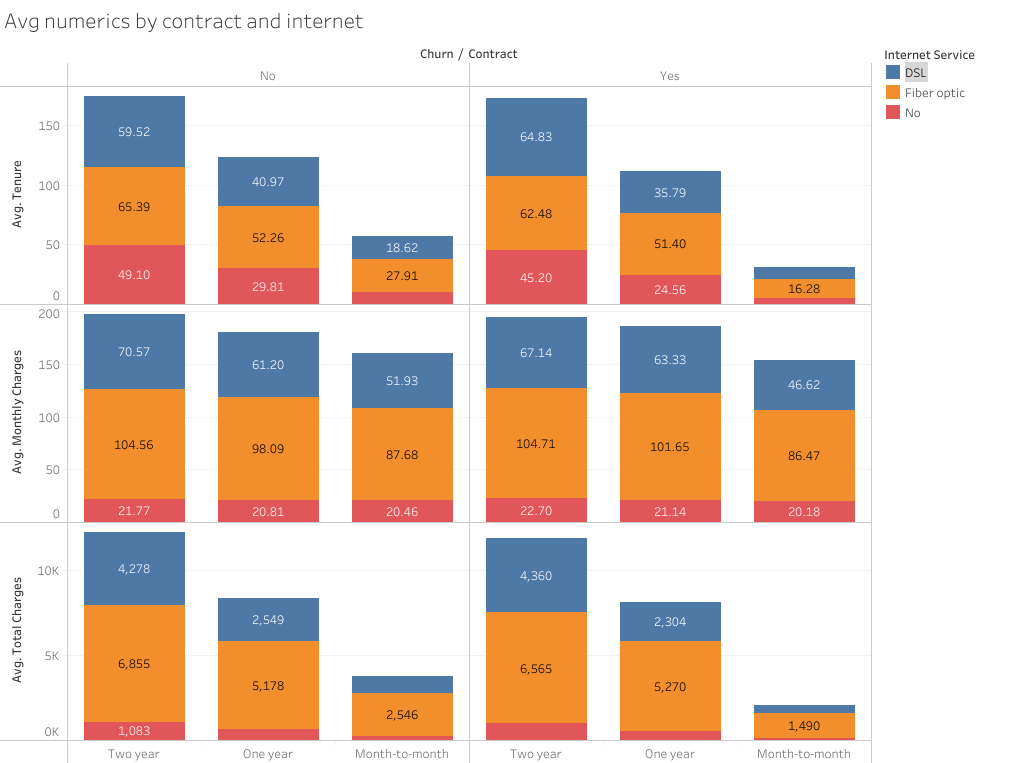 Avg numerics by contract and internet
Churn / Contract
No
Yes
Internet Service
DSL
Fiber optic
No
Avg. Tenure
150
100
50
0
59.52
65.39
49.10
40.97
52.26
29.81
18.62
27.91
64.83
62.48
45.20
35.79
51.40
24.56
16.28
Avg. Monthly Charges
200
150
100
50
0
70.57
104.56
21.77
61.20
98.09
20.81
51.93
87.68
20.46
67.14
104.71
22.70
63.33
101.65
21.14
46.62
86.47
20.18
Avg. Total Charges
10K
5K
0K
4,278
6,855
1,083
2,549
5,178
2,546
4,360
6,565
2,304
5,270
1,490
Two year
One year
Month-to-month
Two year
One year
Month-to-month